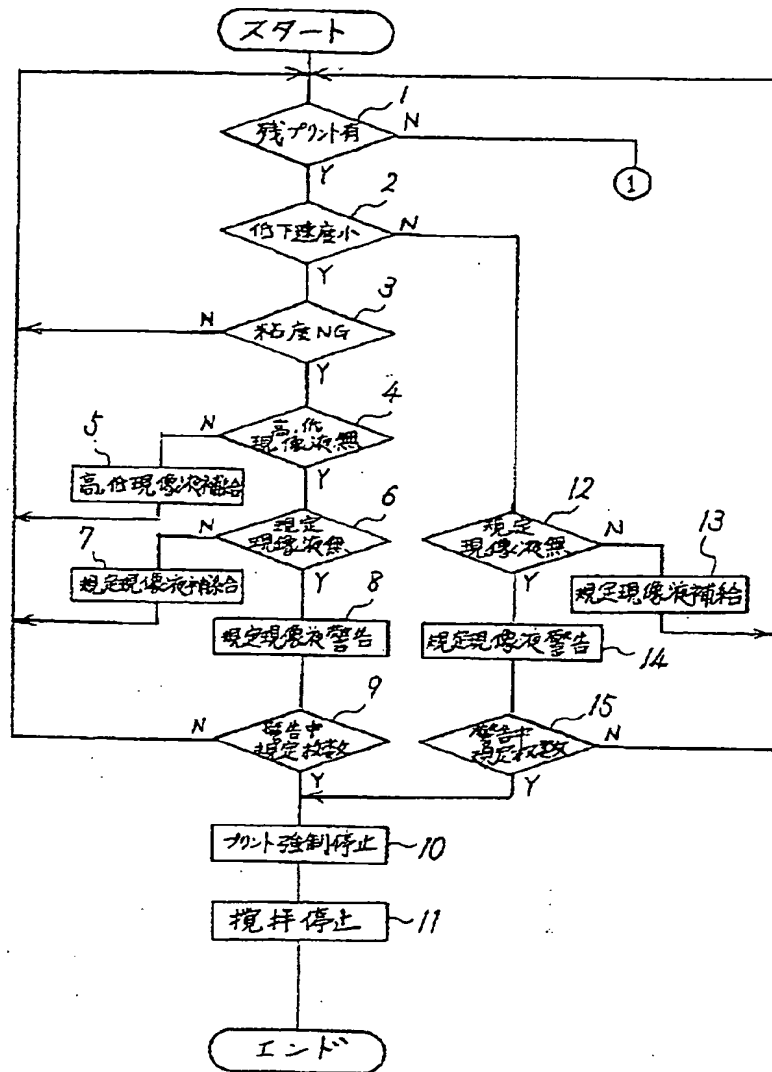 スタート
1
残プリント有
N
Y
①
2
低下速度小
N
Y
3
粘度NG
N
Y
4
高、低
現像液無
N
Y
5
高、低現像液補給
6
規定
現像液無
N
Y
7
規定現像液補給
8
規定現像液警告
9
警告中
規定枚数
N
Y
12
規定
現像液無
N
Y
13
規定現像液補給
規定現像液警告
14
15
警告中
規定枚数
N
Y
プリント強制停止
10
撹拌停止
11
エンド